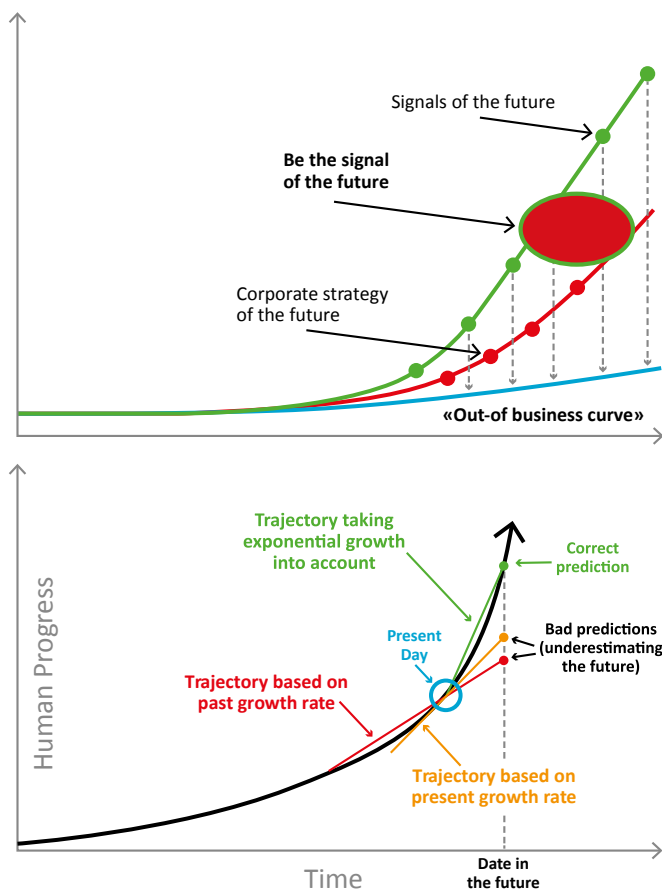 Signals of the future
Be the signal
of the future
Corporate strategy
of the future
«Out-of business curve»
Trajectory taking
exponential growth
into account
Correct
prediction
Present
Day
Bad predictions
(underestimating
the future)
Trajectory based on
past growth rate
Trajectory based on
present growth rate
Human Progress
Time
Date in
the future